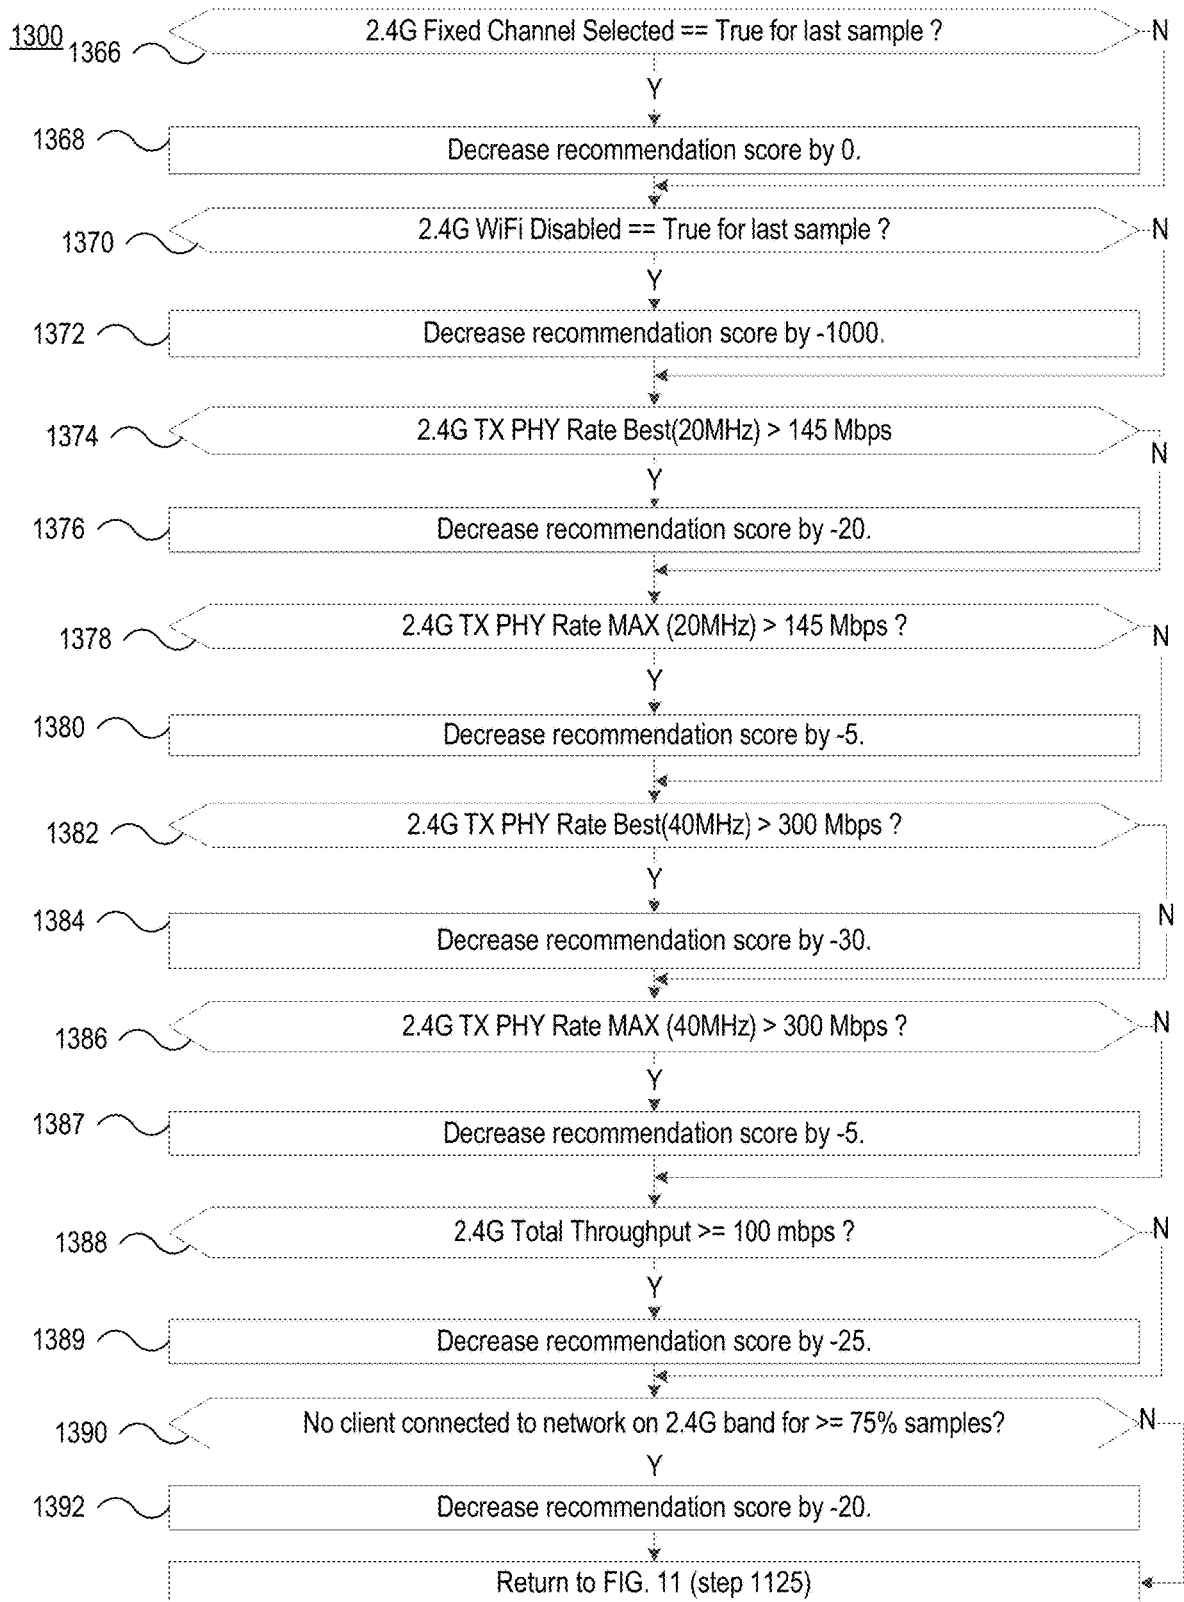 1300
1366
2.4G Fixed Channel Selected == True for last sample ?
N
Y
1368
Decrease recommendation score by 0.
1370
2.4G WiFi Disabled == True for last sample ?
N
Y
1372
Decrease recommendation score by -1000.
1374
2.4G TX PHY Rate Best(20MHz) > 145 Mbps
N
Y
1376
Decrease recommendation score by -20.
1378
2.4G TX PHY Rate MAX (20MHz) > 145 Mbps ?
N
Y
1380
Decrease recommendation score by -5.
1382
2.4G TX PHY Rate Best(40MHz) > 300 Mbps ?
Y
N
1384
Decrease recommendation score by -30.
1386
2.4G TX PHY Rate MAX (40MHz) > 300 Mbps ?
N
Y
1387
Decrease recommendation score by -5.
1388
2.4G Total Throughput >= 100 mbps ?
N
Y
1389
Decrease recommendation score by -25.
1390
No client connected to network on 2.4G band for >= 75% samples?
N
Y
1392
Decrease recommendation score by -20.
Return to FIG. 11 (step 1125)